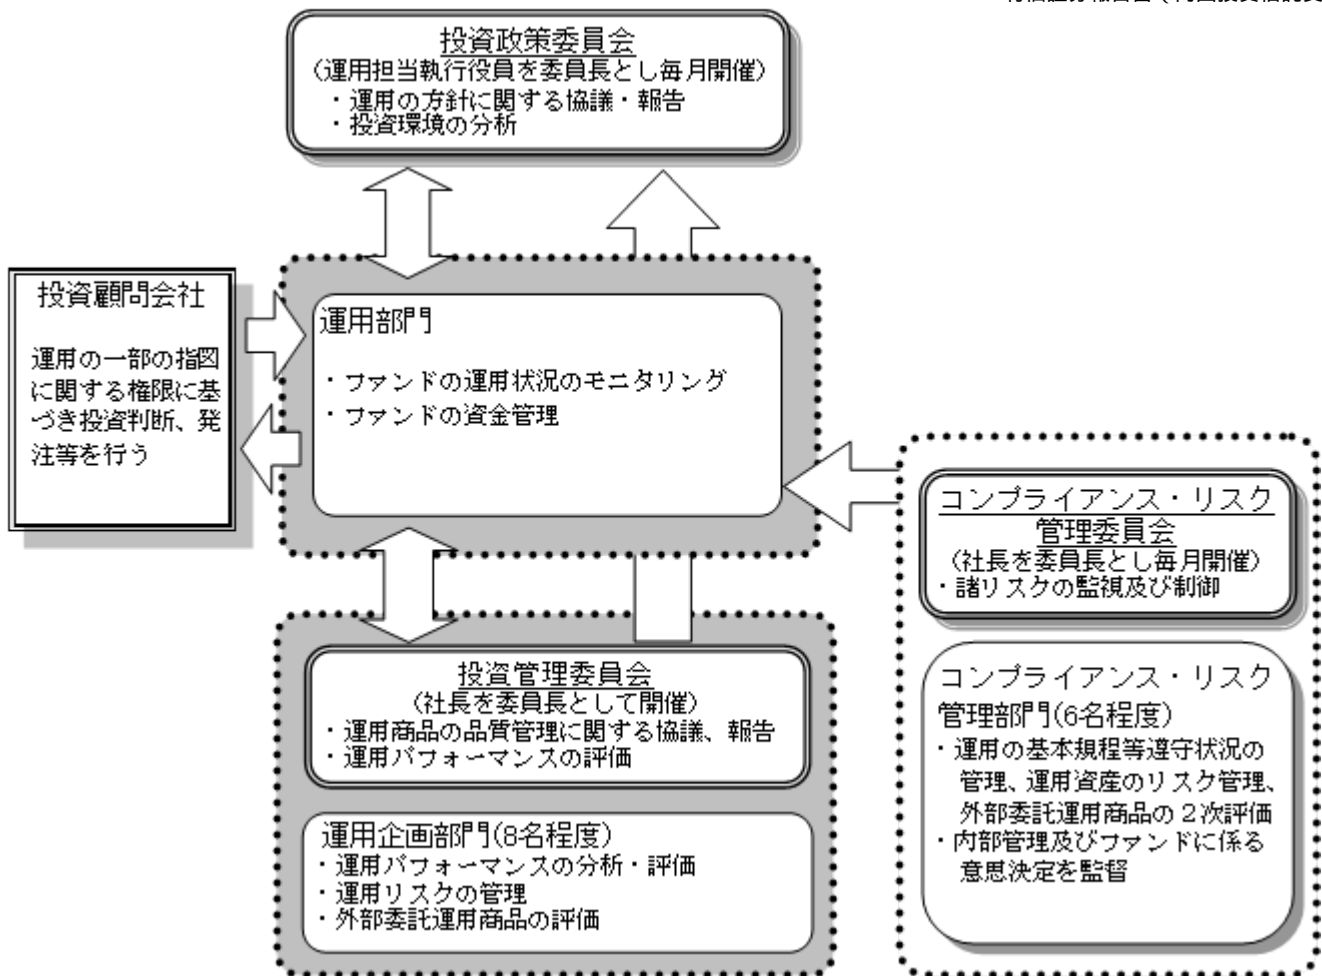 投資政策委員会
(運用担当執行役員を委員長とし毎月開催)
・運用の方針に関する協議・報告
・投資環境の分析
投資顧問会社
運用の一部の指図
に関する権限に基
づき投資判断、発
注等を行う
運用部門
・ファンドの運用状況のモニタリング
・ファンドの資金管理
コンプライアンス・リスク
管理委員会
(社長を委員長とし毎月開催)
・諸リスクの監視及び制御
コンプライアンス・リスク
管理部門(6名程度)
・運用の基本規程等遵守状況の
管理、運用資産のリスク管理、
外部委託運用商品の2次評価
・内部管理及びファンドに係る
意思決定を監督
投資管理委員会
(社長を委員長として開催)
・運用商品の品質管理に関する協議、報告
・運用パフォーマンスの評価
運用企画部門(8名程度)
・運用パフォーマンスの分析・評価
・運用リスクの管理
・外部委託運用商品の評価